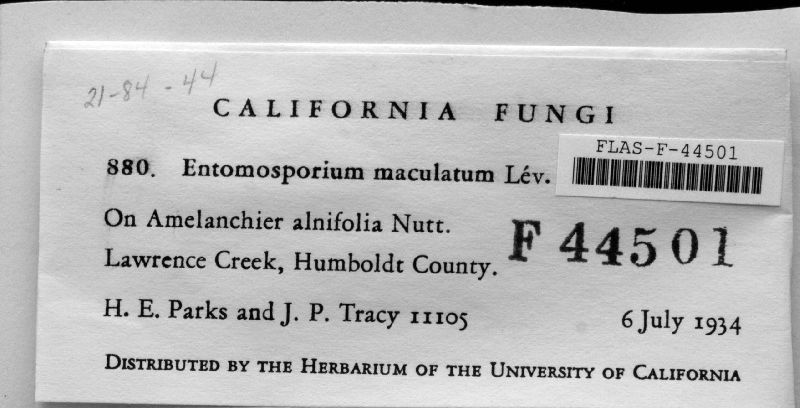 21-84-44
CALIFORNIA FUNGI
FLAS-F-44501
880. Entomosporium maculatum Lév.
On Amelanchier alnifolia Nutt.
F 44501
Lawrence Creek, Humboldt County.
H. E. Parks and J. P. Tracy 11105 6 July 1934
DISTRIBUTED BY THE HERBARIUM OF THE UNIVERSITY OF CALIFORNIA